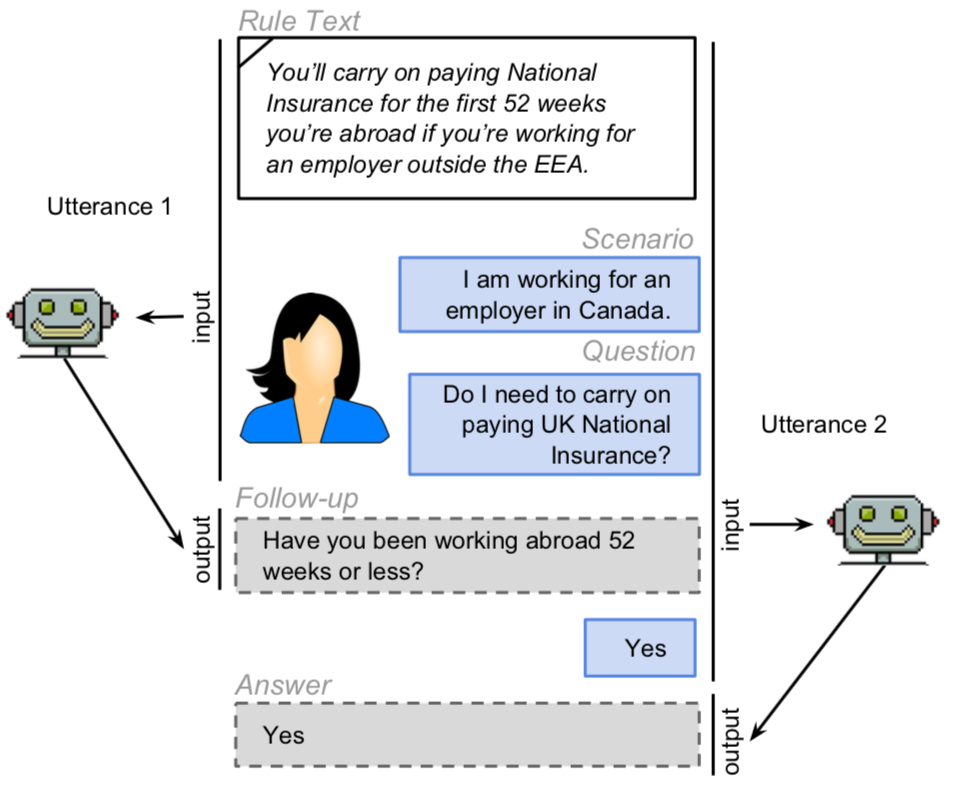 Rule Text
You'll carry on paying National
Insurance for the first 52 weeks
you're abroad if you're working for
an employer outside the EEA.
Utterance 1
input
Scenario
I am working for an
employer in Canada.
Question
Do I need to carry on
paying UK National
Insurance?
Utterance 2
Follow-up
output
Have you been working abroad 52
weeks or less?
input
Yes
Answer
Yes
output